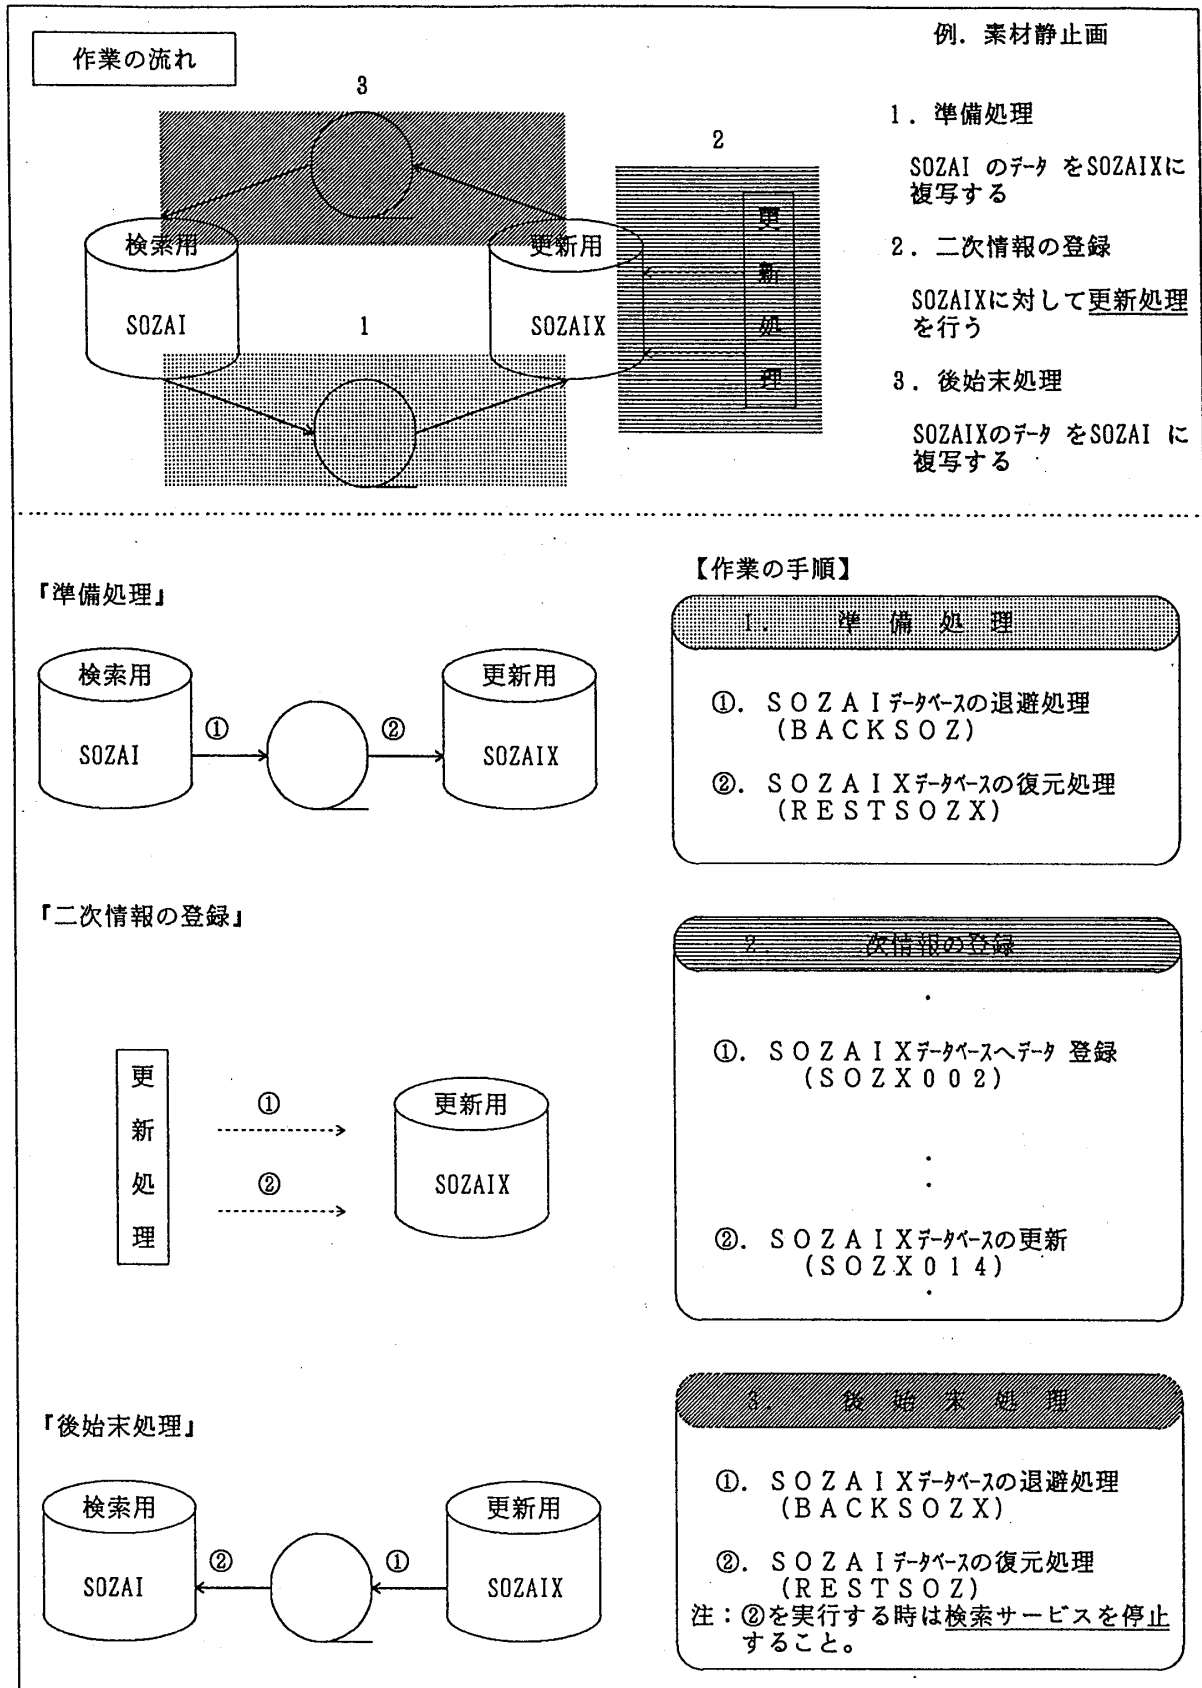 作業の流れ
例．素材静止画
3
2
1
検索用
SOZAI
更新用
SOZAIX
更新処理
1．準備処理
SOZAI のﾃﾞｰﾀ をSOZAIXに
複写する
2．二次情報の登録
SOZAIXに対して更新処理
を行う
3．後始末処理
SOZAIXのﾃﾞｰﾀ をSOZAI に
複写する
『準備処理』
検索用
SOZAI
①
②
更新用
SOZAIX
【作業の手順】
1．準備処理
①．ＳＯＺＡＩﾃﾞｰﾀﾍﾞｰｽの退避処理
(ＢＡＣＫＳＯＺ)
②．ＳＯＺＡＩＸﾃﾞｰﾀﾍﾞｰｽの復元処理
(ＲＥＳＴＳＯＺＸ)
『二次情報の登録』
更新処理
①
②
更新用
SOZAIX
2．次情報の登録
①．ＳＯＺＡＩＸﾃﾞｰﾀﾍﾞｰｽへﾃﾞｰﾀ 登録
(ＳＯＺＸ００２)
②．ＳＯＺＡＩＸﾃﾞｰﾀﾍﾞｰｽの更新
(ＳＯＺＸ０１４)
『後始末処理』
検索用
SOZAI
②
①
更新用
SOZAIX
3．後始末処理
①．ＳＯＺＡＩＸﾃﾞｰﾀﾍﾞｰｽの退避処理
(ＢＡＣＫＳＯＺＸ)
②．ＳＯＺＡＩﾃﾞｰﾀﾍﾞｰｽの復元処理
(ＲＥＳＴＳＯＺ)
注：②を実行する時は検索サービスを停止
すること。